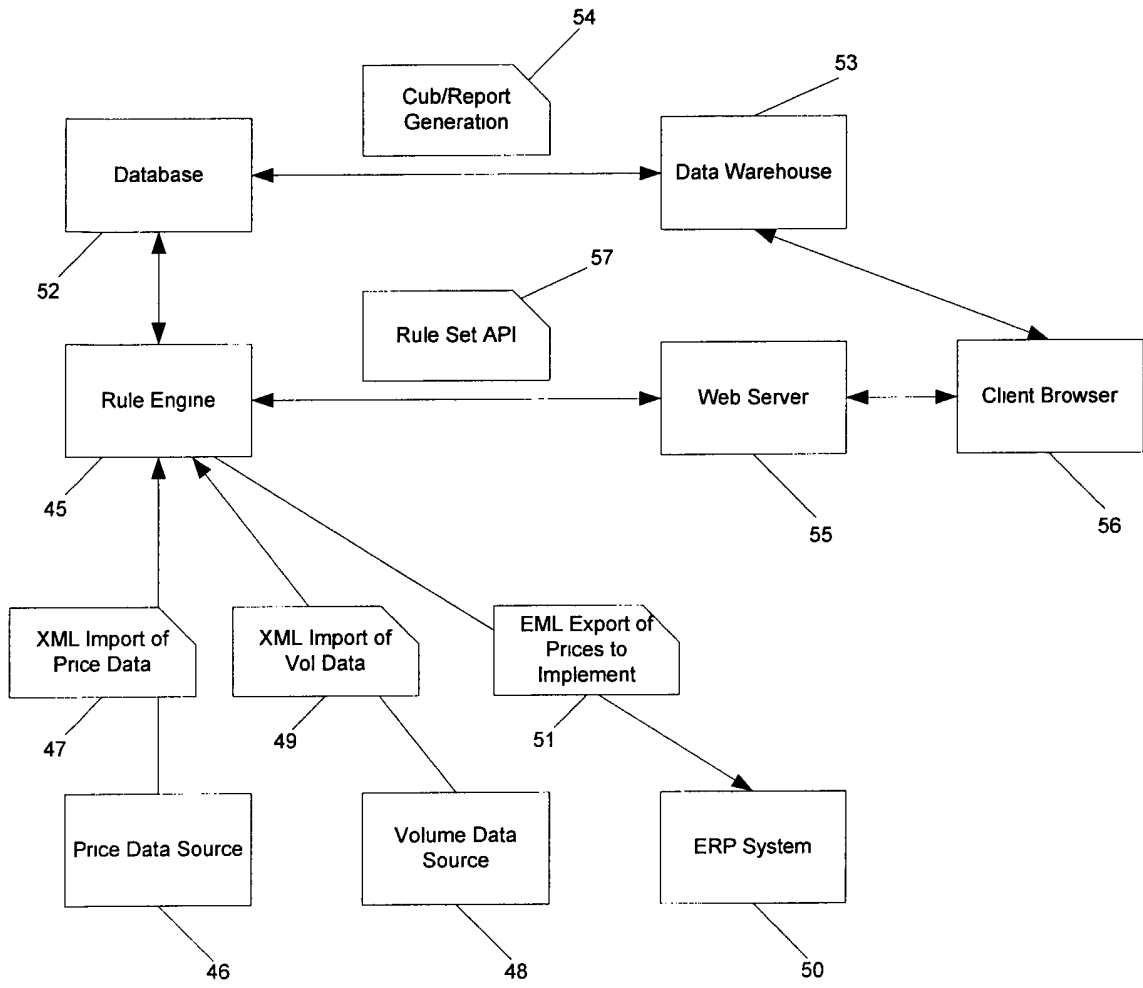 54
53
Cub/Report
Generation
Database
Data Warehouse
52
57
Rule Set API
Rule Engine
Web Server
Client Browser
45
55
56
XML Import of
Price Data
XML Import of
Vol Data
EML Export of
Prices to
Implement
47
49
51
Price Data Source
Volume Data
Source
ERP System
46
48
50